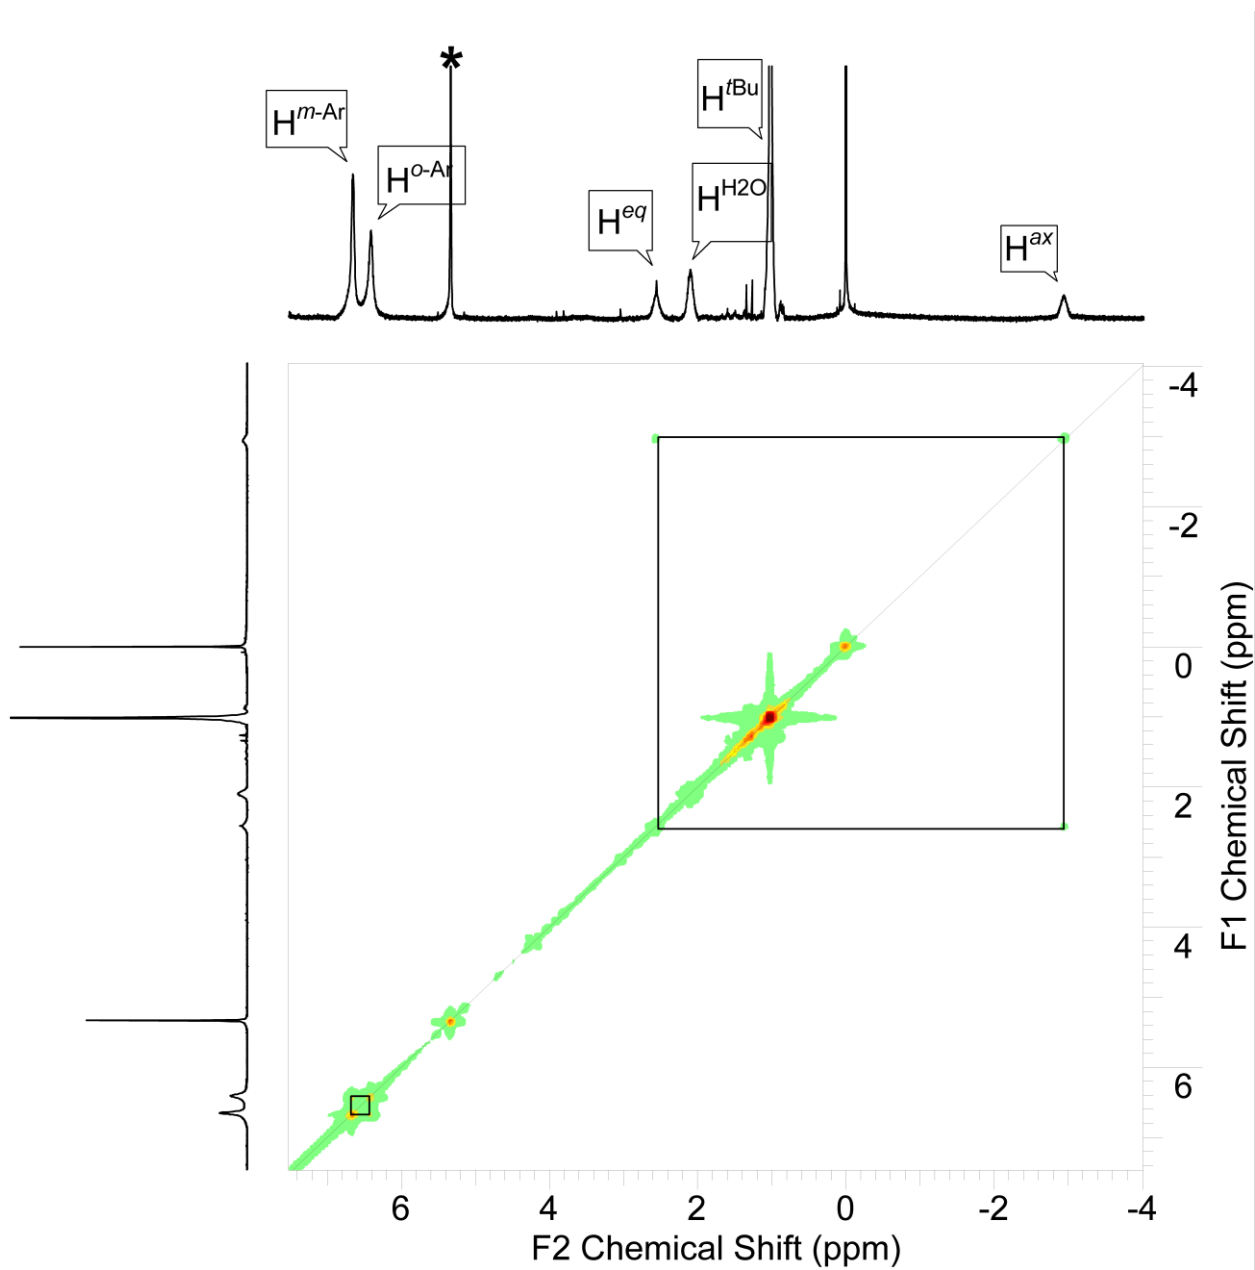 *
H^m-Ar
H^o-Ar
H^eq
H^tBu
H^H2O
H^ax
-4
-2
0
2
4
6
F1 Chemical Shift (ppm)
6 4 2 0 -2 -4
F2 Chemical Shift (ppm)